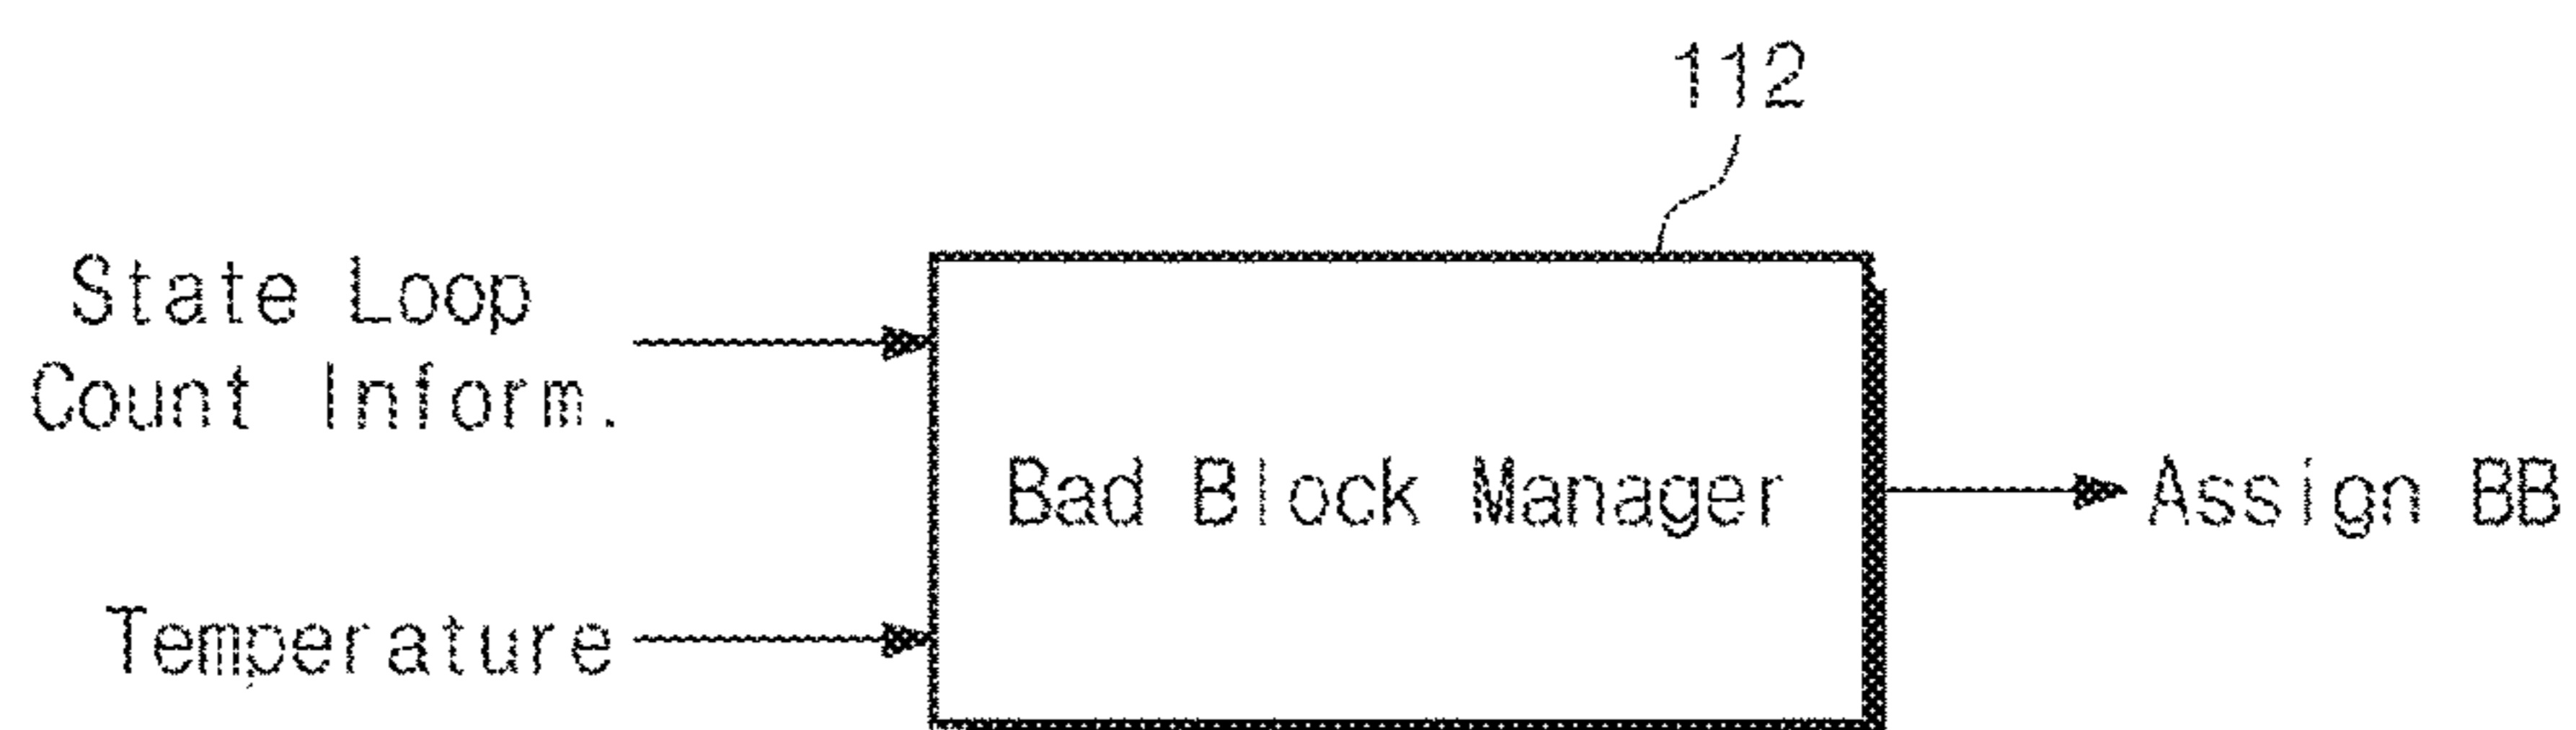 112
State Loop
Count Inform.
Bad Block Manager
Assign BB
Temperature